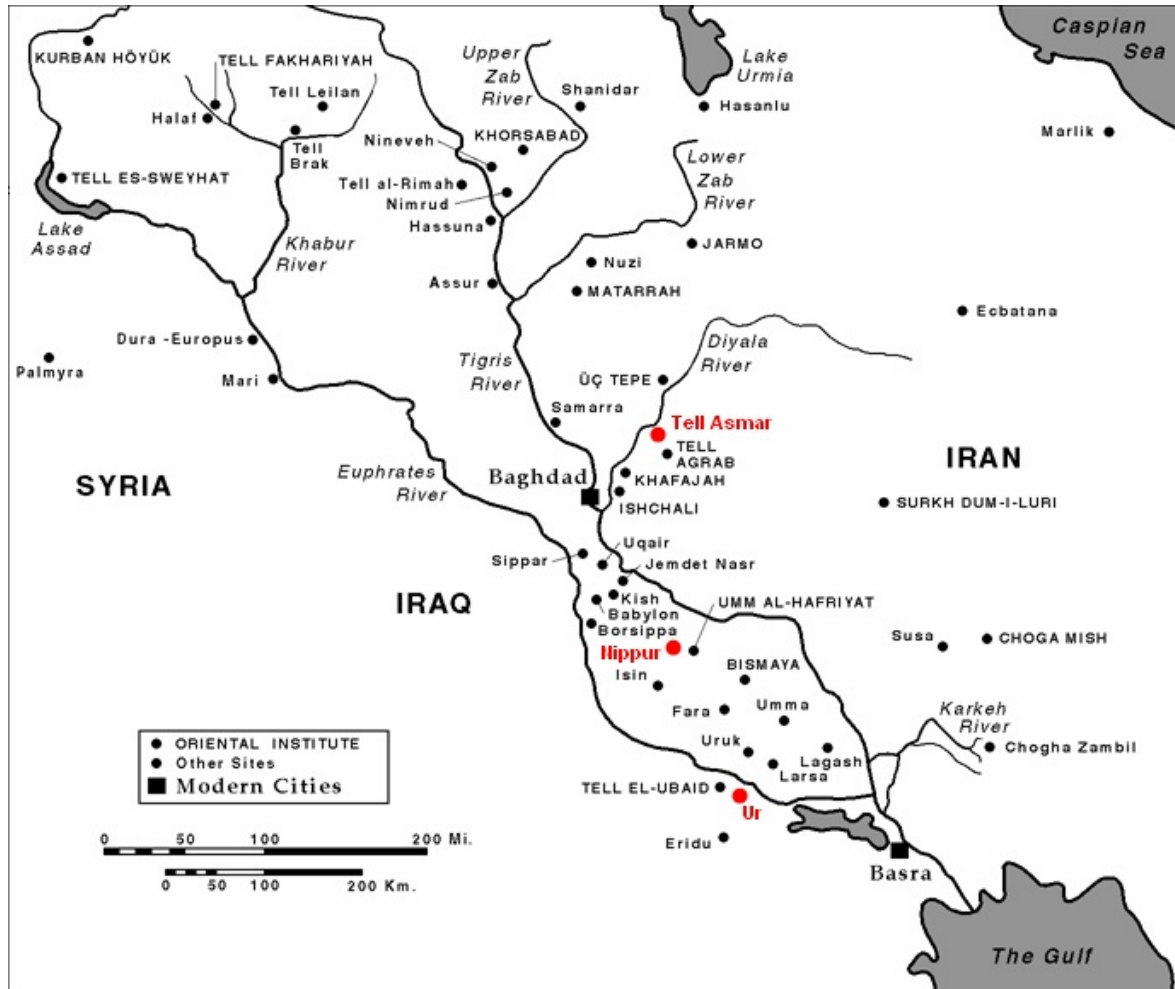 Caspian
Sea
KURBAN HÖYÜK
TELL FAKHARIYAH
Tell Leilan
Halaf
Tell
Brak
Upper
Zab
River
Lake
Urmia
Shanidar
Hasanlu
Marlik
KHORSABAD
Nineveh
Tell al-Rimah
Nimrud
Hassuna
Lower
Zab
River
TELL ES-SWEYHAT
Lake
Assad
Khabur
River
JARMO
Nuzi
MATARRAH
Assur
Ecbatana
Dura -Europus
Palmyra
Mari
Tigris
River
Diyala
River
ÜÇ TEPE
Samarra
Tell Asmar
TELL
AGRAB
KHAFAJAH
ISHCHALI
Baghdad
Euphrates
River
SYRIA
IRAN
SURKH DUM-I-LURI
IRAQ
Sippar
Uqair
Jemdet Nasr
Kish
Babylon
Borsippa
UMM AL-HAFRIYAT
Nippur
Isin
BISMAYA
Susa
CHOGA MISH
Fara
Umma
Uruk
Lagash
Larsa
Karkeh
River
Chogha Zambil
TELL EL-UBAID
Ur
Eridu
Basra
The Gulf
ORIENTAL INSTITUTE
Other Sites
Modern Cities
0 50 100 200 Mi.
0 50 100 200 Km.